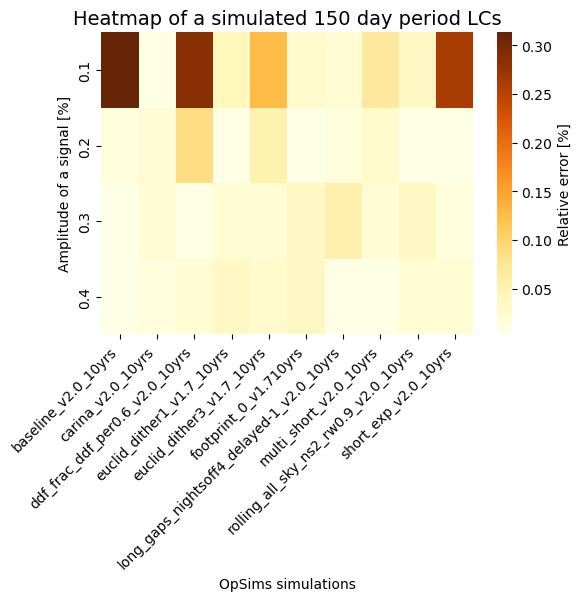 Heatmap of a simulated 150 day period LCs
Amplitude of a signal [%]
0.1
0.2
0.3
0.4
baseline_v2.0_10yrs
carina_v2.0_10yrs
ddf_frac_ddf_per0.6_v2.0_10yrs
euclid_dither1_v1.7_10yrs
euclid_dither3_v1.7_10yrs
footprint_0_v1.710yrs
long_gaps_nightsoff4_delayed-1_v2.0_10yrs
multi_short_v2.0_10yrs
rolling_all_sky_ns2_rw0.9_v2.0_10yrs
short_exp_v2.0_10yrs
OpSims simulations
0.30
0.25
0.20
0.15
0.10
0.05
Relative error [%]